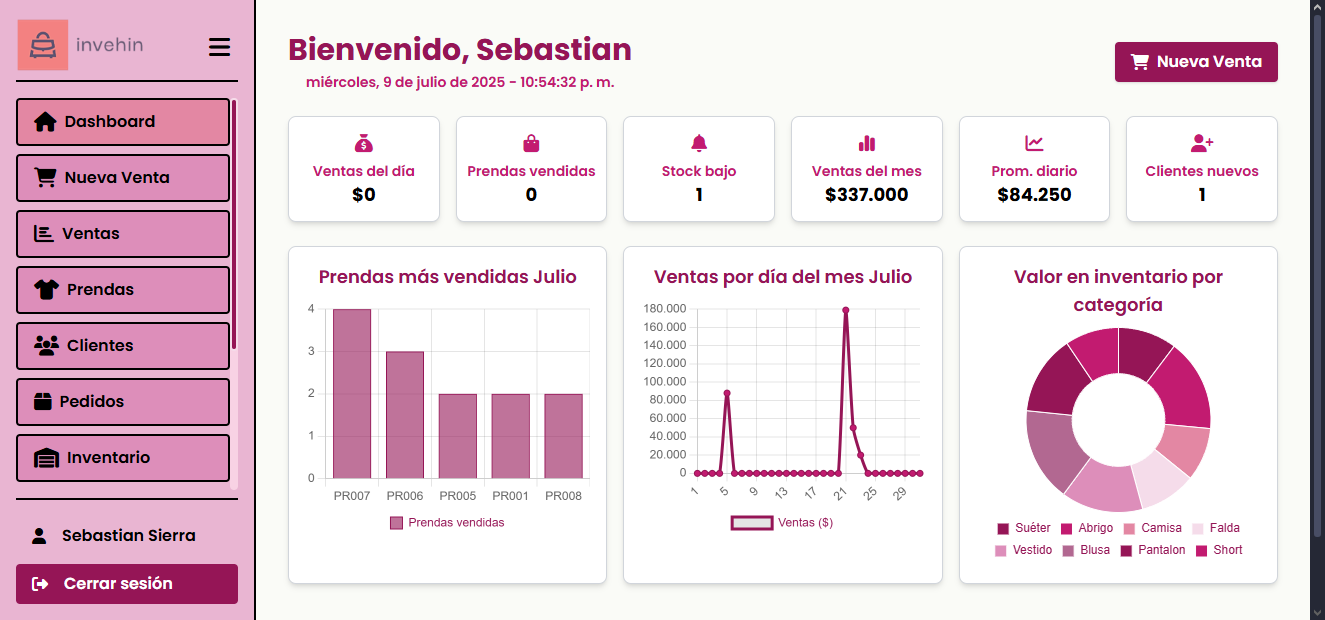 invehin
Dashboard
Nueva Venta
Ventas
Prendas
Clientes
Pedidos
Inventario
Sebastian Sierra
Cerrar sesión
Bienvenido, Sebastian
miércoles, 9 de julio de 2025 - 10:54:32 p. m.
Nueva Venta
Ventas del día
$0
Prendas vendidas
0
Stock bajo
1
Ventas del mes
$337.000
Prom. diario
$84.250
Clientes nuevos
1
Prendas más vendidas Julio
4
3
2
1
0
PR007 PR006 PR005 PR001 PR008
Prendas vendidas
Ventas por día del mes Julio
180.000
160.000
140.000
120.000
100.000
80.000
60.000
40.000
20.000
0
1 5 9 13 17 21 25 29
Ventas ($)
Valor en inventario por
categoría
Suéter Abrigo Camisa Falda
Vestido Blusa Pantalon Short